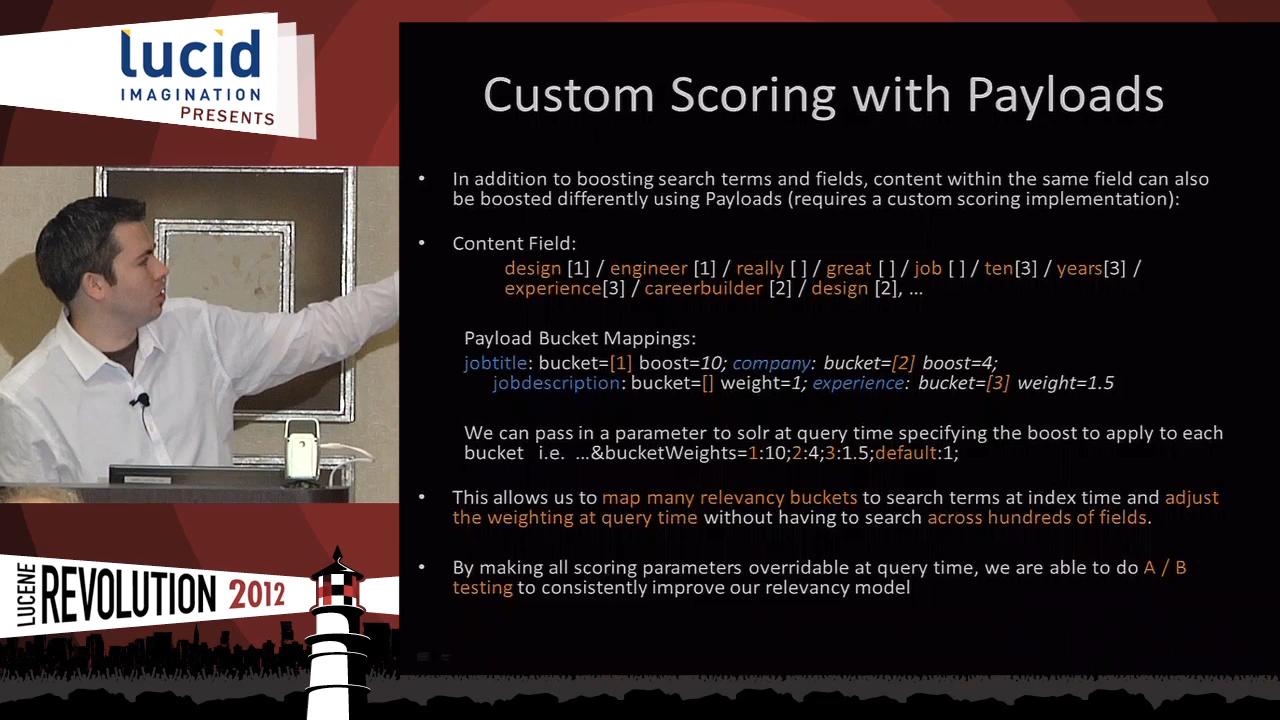 lucid
IMAGINATION
PRESENTS
Custom Scoring with Payloads
• In addition to boosting search terms and fields, content within the same field can also
be boosted differently using Payloads (requires a custom scoring implementation):
• Content Field:
design [1] / engineer [1] / really [ ] / great [ ] / job [ ] / ten[3] / years[3] /
experience[3] / careerbuilder [2] / design [2], …
Payload Bucket Mappings:
jobtitle: bucket=[1] boost=10; company: bucket=[2] boost=4;
jobdescription: bucket=[] weight=1; experience: bucket=[3] weight=1.5
We can pass in a parameter to solr at query time specifying the boost to apply to each
bucket i.e. …&bucketWeights=1:10;2:4;3:1.5;default:1;
• This allows us to map many relevancy buckets to search terms at index time and adjust
the weighting at query time without having to search across hundreds of fields.
• By making all scoring parameters overridable at query time, we are able to do A / B
testing to consistently improve our relevancy model
LUCENE
REVOLUTION 2012